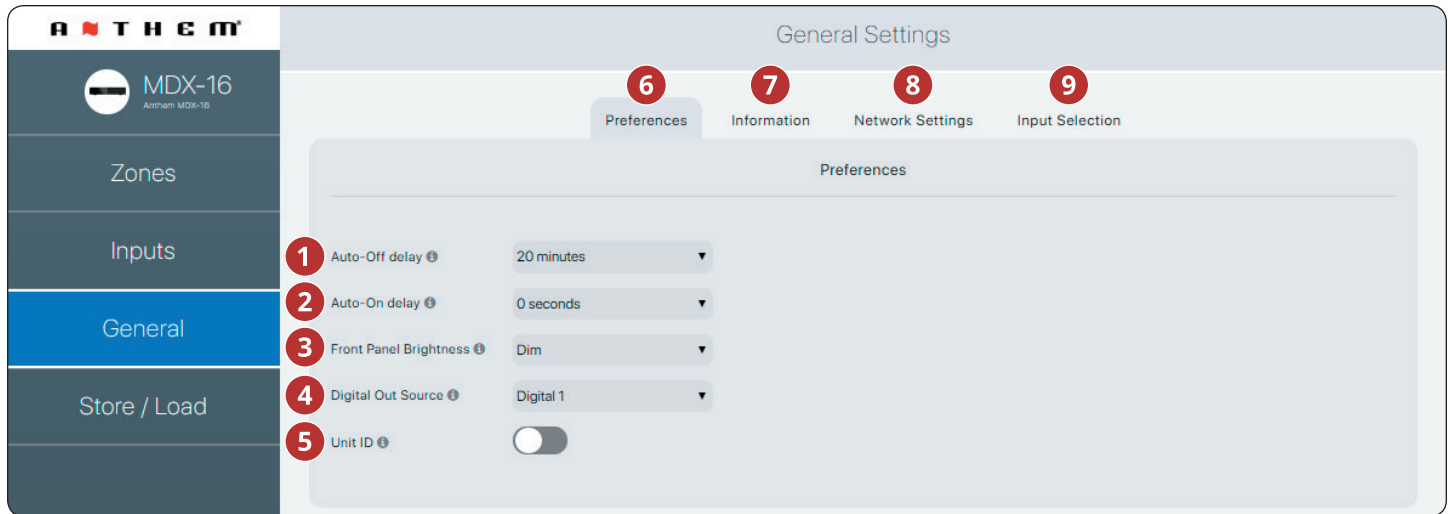 ANTHEM
General Settings
MDX-16
Anthem MDX-16
6 7 8 9
Preferences Information Network Settings Input Selection
Zones
Preferences
Inputs
1 Auto-Off delay 20 minutes
2 Auto-On delay 0 seconds
General
3 Front Panel Brightness Dim
4 Digital Out Source Digital 1
Store / Load
5 Unit ID